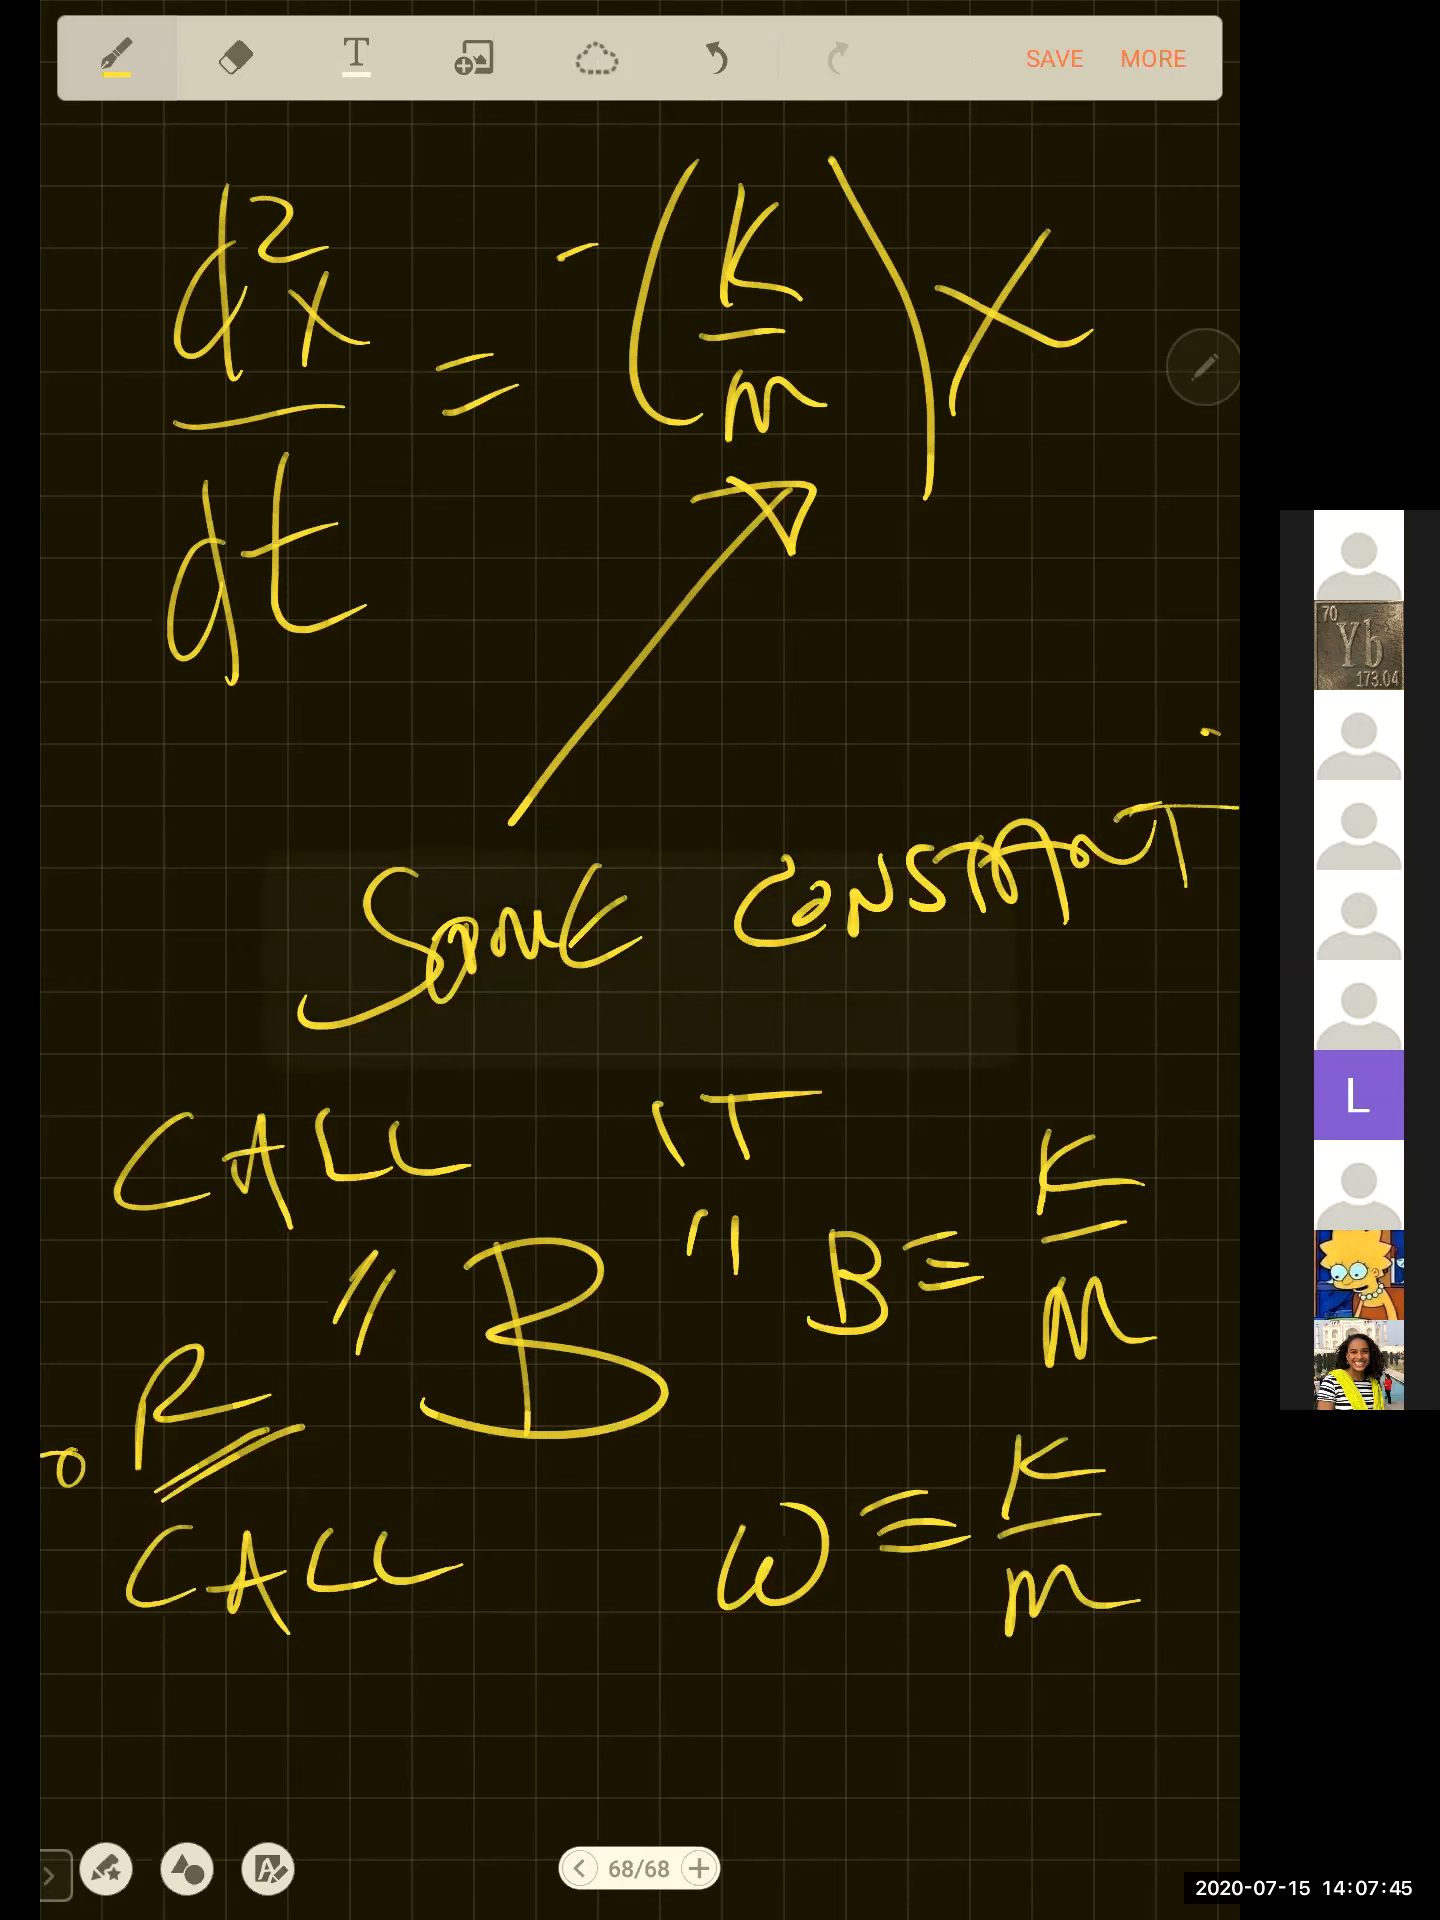 T SAVE MORE
d²x
dt
= - (K/m) X
70
Yb
173.04
SOME CONSTANT
CALL IT
"B" B ≡ K/m
L
OR
CALL ω ≡ K/m
68/68
2020-07-15 14:07:45